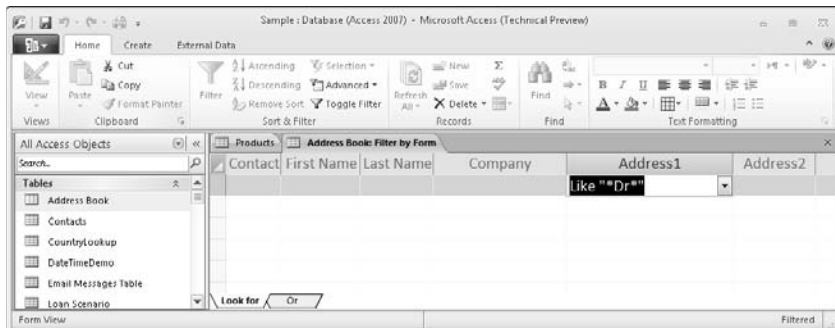 Sample : Database (Access 2007) - Microsoft Access (Technical Preview)
Home Create External Data
View
Views
Paste
Cut
Copy
Format Painter
Clipboard
Filter
Ascending
Descending
Remove Sort
Selection
Advanced
Toggle Filter
Sort & Filter
Refresh All
New
Save
Delete
Records
Find
Find
B I U
A
Text Formatting
All Access Objects
Search..
Tables
Address Book
Contacts
CountryLookup
DateTimeDemo
Email Messages Table
Loan Scenario
Products Address Book: Filter by Form
Contact First Name Last Name Company Address1 Address2
Like "*Dr*"
Look for Or
Form View Filtered